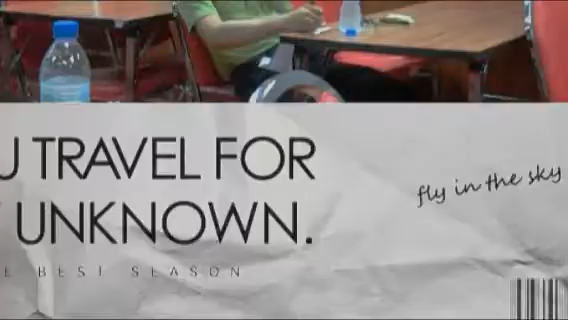 U TRAVEL FOR
UNKNOWN.
E BEST SEASON
fly in the sky